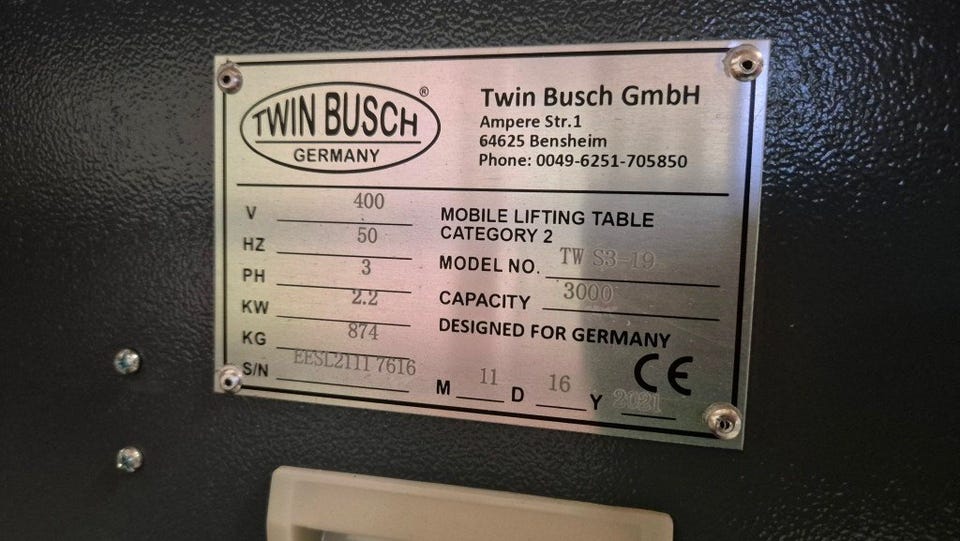 TWIN BUSCH ®
GERMANY
Twin Busch GmbH
Ampere Str.1
64625 Bensheim
Phone: 0049-6251-705850
V 400
HZ 50
PH 3
KW 2.2
KG 874
S/N EESL2111 7616
MOBILE LIFTING TABLE
CATEGORY 2
MODEL NO. TW S3-19
CAPACITY 3000
DESIGNED FOR GERMANY
CE
M 11 D 16 Y 2021